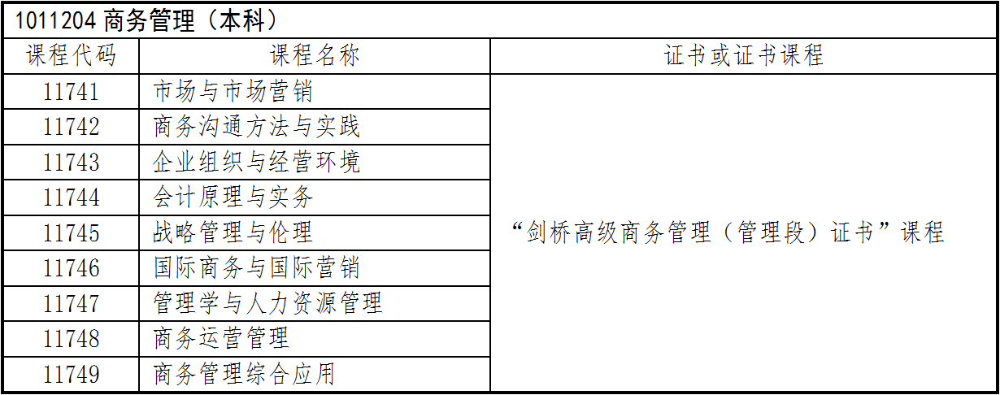 1011204 商务管理（本科）
课程代码 课程名称 证书或证书课程
11741 市场与市场营销
11742 商务沟通方法与实践
11743 企业组织与经营环境
11744 会计原理与实务
11745 战略管理与伦理 “剑桥高级商务管理（管理段）证书”课程
11746 国际商务与国际营销
11747 管理学与人力资源管理
11748 商务运营管理
11749 商务管理综合应用